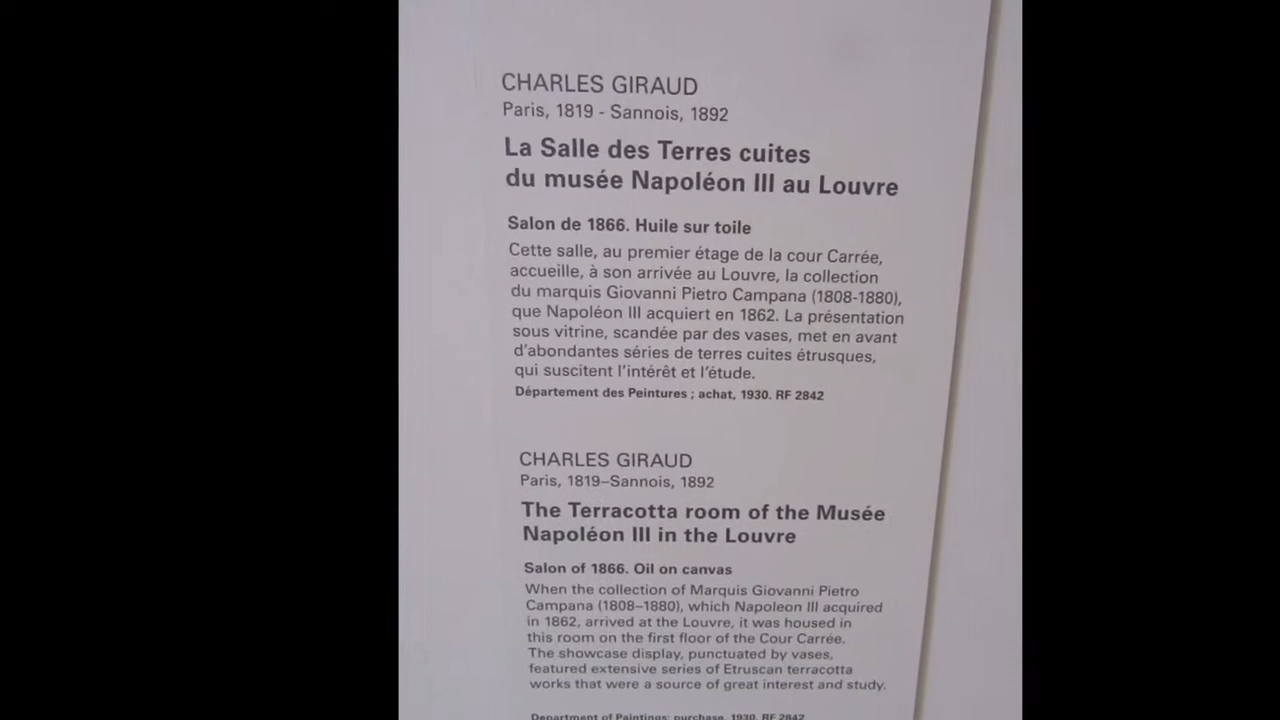 CHARLES GIRAUD
Paris, 1819 - Sannois, 1892
La Salle des Terres cuites
du musée Napoléon III au Louvre
Salon de 1866. Huile sur toile
Cette salle, au premier étage de la cour Carrée,
accueille, à son arrivée au Louvre, la collection
du marquis Giovanni Pietro Campana (1808-1880),
que Napoléon III acquiert en 1862. La présentation
sous vitrine, scandée par des vases, met en avant
d'abondantes séries de terres cuites étrusques,
qui suscitent l'intérêt et l'étude.
Département des Peintures ; achat, 1930. RF 2842
CHARLES GIRAUD
Paris, 1819–Sannois, 1892
The Terracotta room of the Musée
Napoléon III in the Louvre
Salon of 1866. Oil on canvas
When the collection of Marquis Giovanni Pietro
Campana (1808–1880), which Napoleon III acquired
in 1862, arrived at the Louvre, it was housed in
this room on the first floor of the Cour Carrée.
The showcase display, punctuated by vases,
featured extensive series of Etruscan terracotta
works that were a source of great interest and study.
Department of Paintings; purchase, 1930. RF 2842